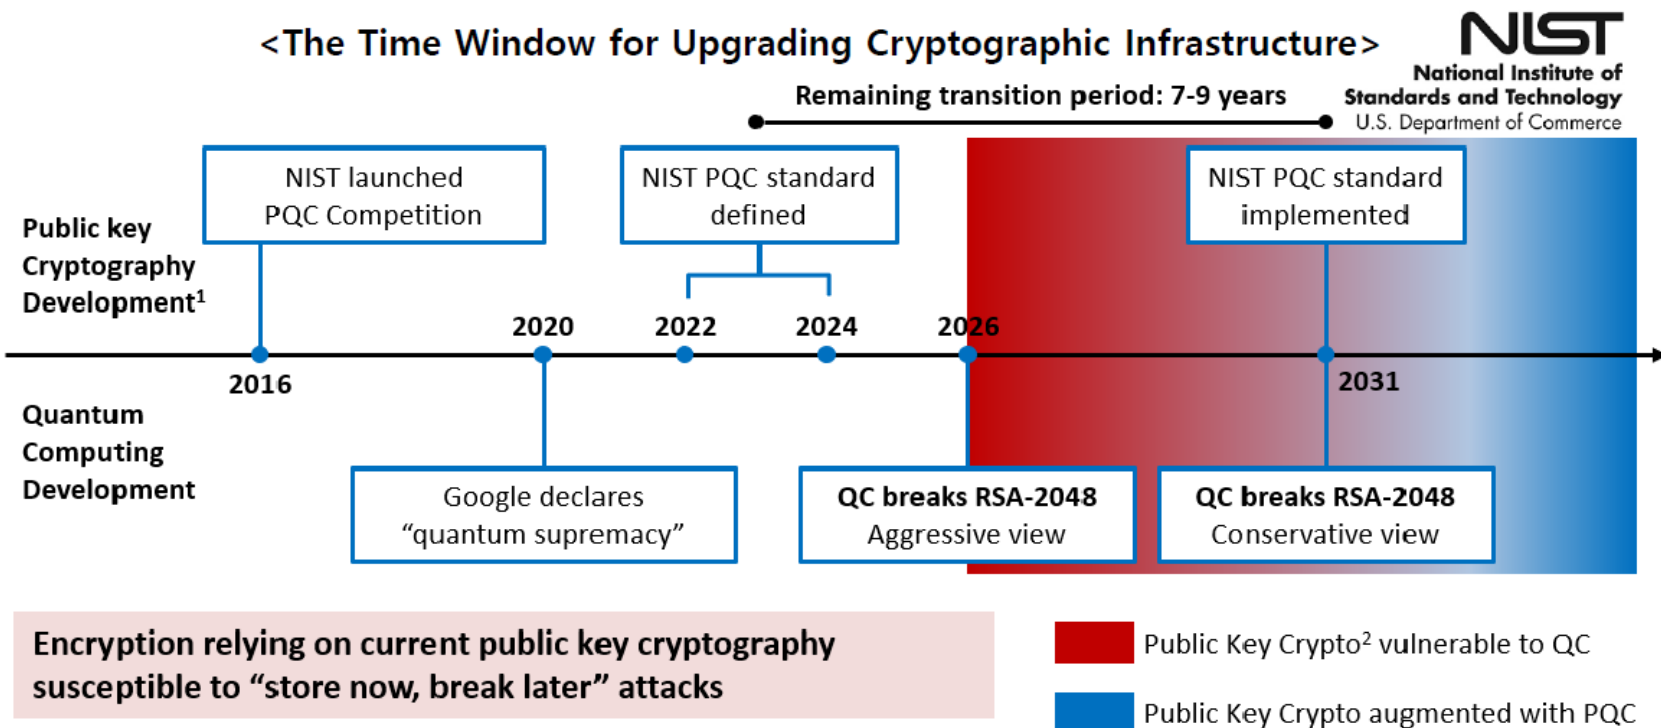 <The Time Window for Upgrading Cryptographic Infrastructure>
NIST
National Institute of
Standards and Technology
U.S. Department of Commerce
Remaining transition period: 7-9 years
NIST launched
PQC Competition
NIST PQC standard
defined
NIST PQC standard
implemented
Public key
Cryptography
Development¹
2020
2022
2024
2026
2016
2031
Quantum
Computing
Development
Google declares
“quantum supremacy”
QC breaks RSA-2048
Aggressive view
QC breaks RSA-2048
Conservative view
Encryption relying on current public key cryptography
susceptible to “store now, break later” attacks
Public Key Crypto² vulnerable to QC
Public Key Crypto augmented with PQC